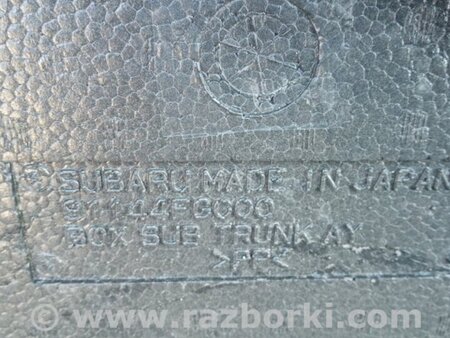 SUBARU MADE IN JAPAN
91144FG000
BOX SUB TRUNK AY
>PP<
www.razborki.com